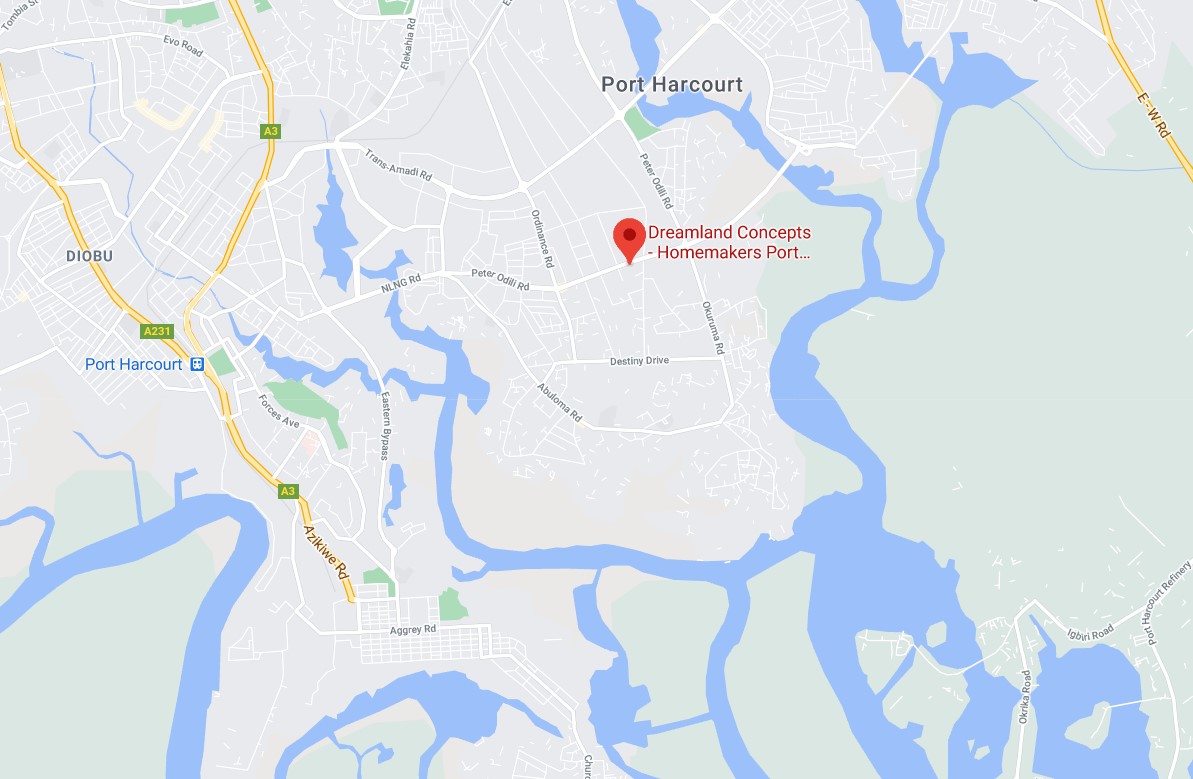 Tombia St
Evo Road
Elekahia Rd
Port Harcourt
E - W Rd
A3
Trans-Amadi Rd
Peter Odili Rd
Ordinance Rd
Dreamland Concepts
- Homemakers Port...
DIOBU
NLNG Rd
Peter Odili Rd
Okuruma Rd
A231
Port Harcourt
Destiny Drive
Forces Ave
Eastern Bypass
Abuloma Rd
A3
Azikiwe Rd
Port Harcourt Refinery
Aggrey Rd
Igbiri Road
Okrika Road